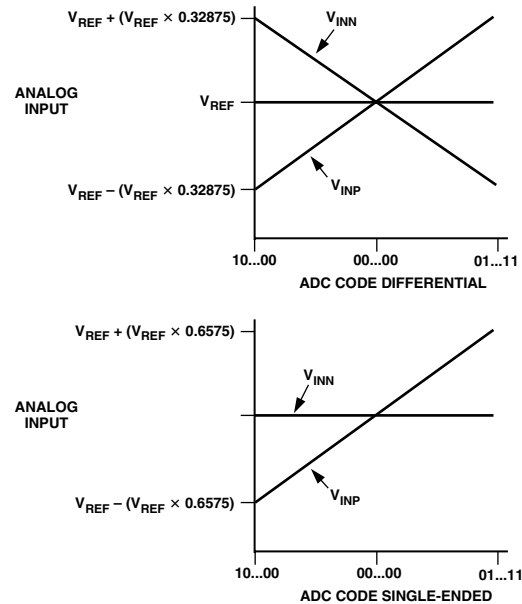 V_REF + (V_REF × 0.32875)
V_INN
ANALOG
INPUT
V_REF
V_REF – (V_REF × 0.32875)
V_INP
10...00 00...00 01...11
ADC CODE DIFFERENTIAL
V_REF + (V_REF × 0.6575)
V_INN
ANALOG
INPUT
V_REF – (V_REF × 0.6575)
V_INP
10...00 00...00 01...11
ADC CODE SINGLE-ENDED